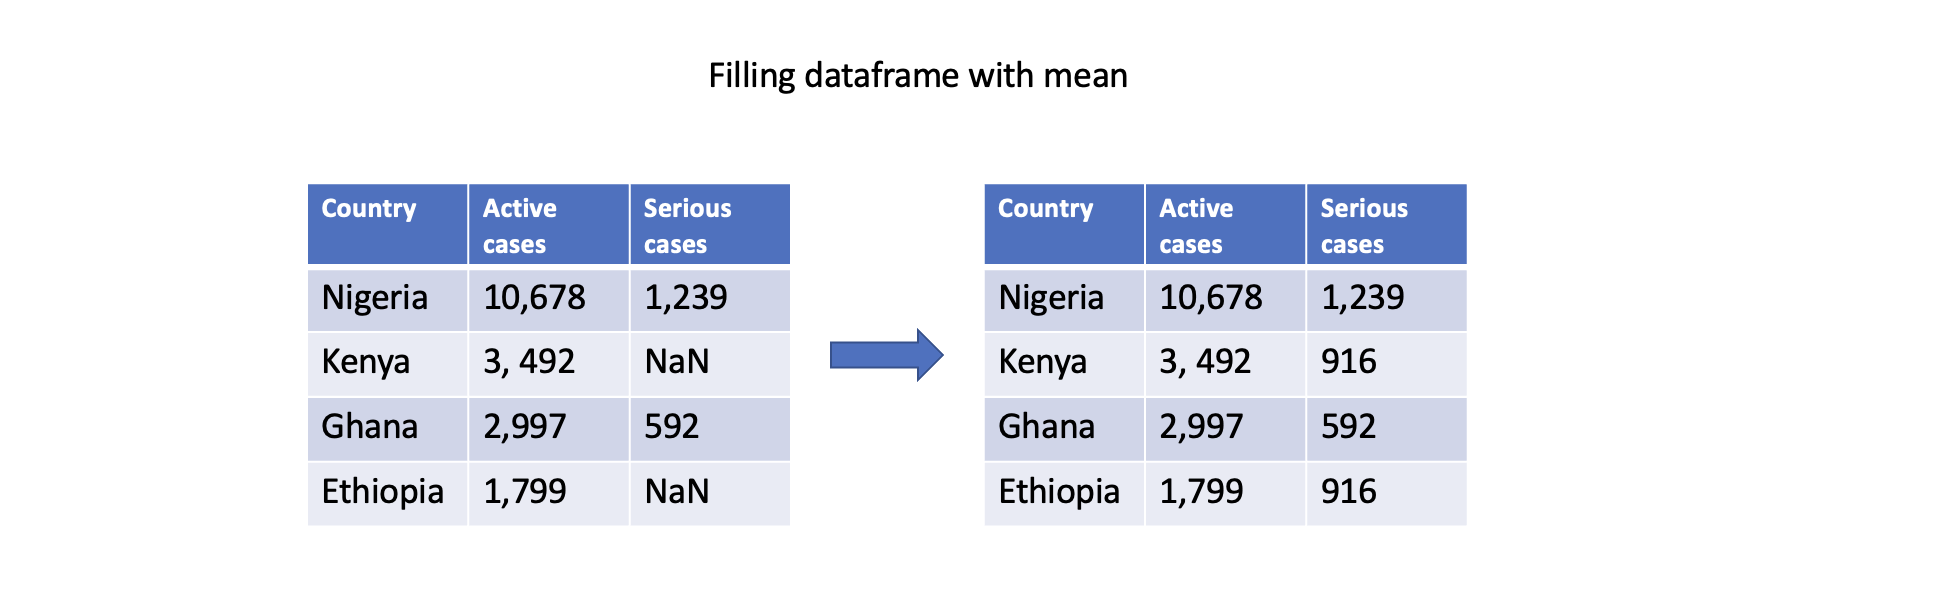 Filling dataframe with mean
Country Active cases Serious cases
Nigeria 10,678 1,239
Kenya 3, 492 NaN
Ghana 2,997 592
Ethiopia 1,799 NaN
Country Active cases Serious cases
Nigeria 10,678 1,239
Kenya 3, 492 916
Ghana 2,997 592
Ethiopia 1,799 916